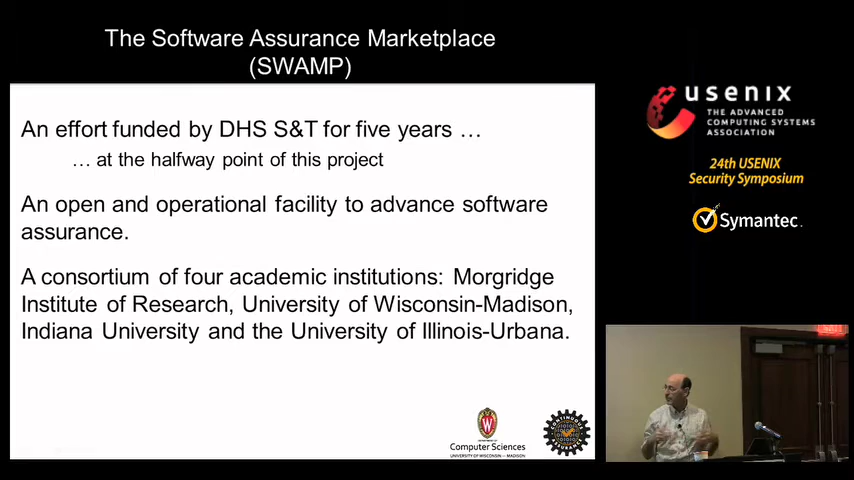 The Software Assurance Marketplace
(SWAMP)
An effort funded by DHS S&T for five years …
… at the halfway point of this project
An open and operational facility to advance software
assurance.
A consortium of four academic institutions: Morgridge
Institute of Research, University of Wisconsin-Madison,
Indiana University and the University of Illinois-Urbana.
W
Computer Sciences
UNIVERSITY OF WISCONSIN — MADISON
CONTINUOUS
ASSURANCE
usenix
THE ADVANCED
COMPUTING SYSTEMS
ASSOCIATION
24th USENIX
Security Symposium
Symantec.